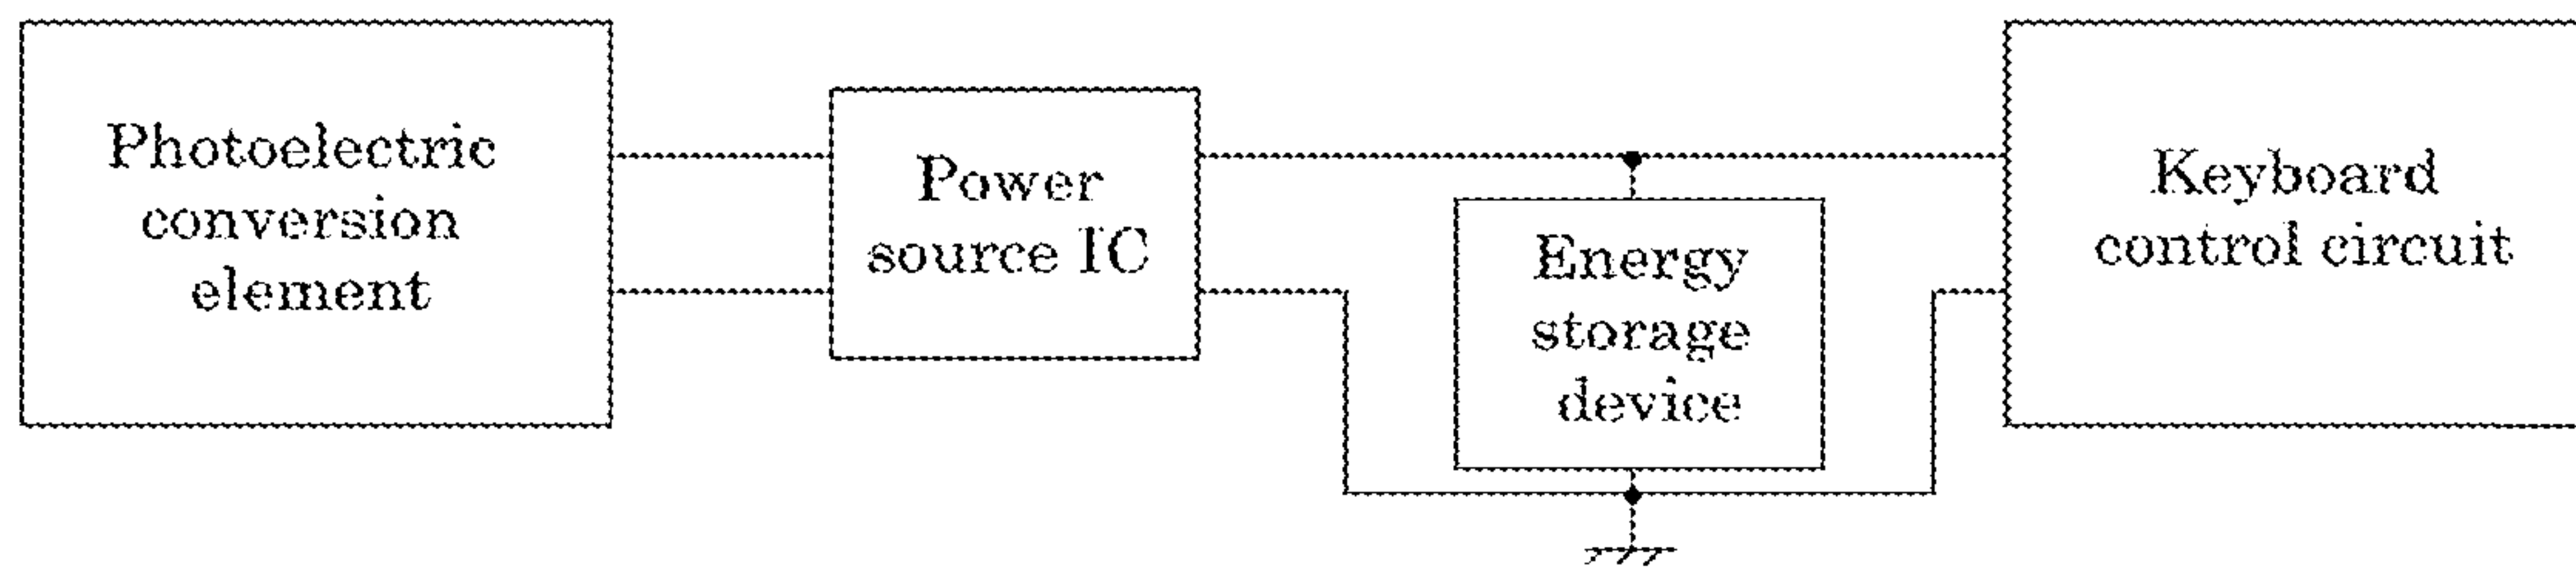 Photoelectric
conversion
element
Power
source IC
Energy
storage
device
Keyboard
control circuit